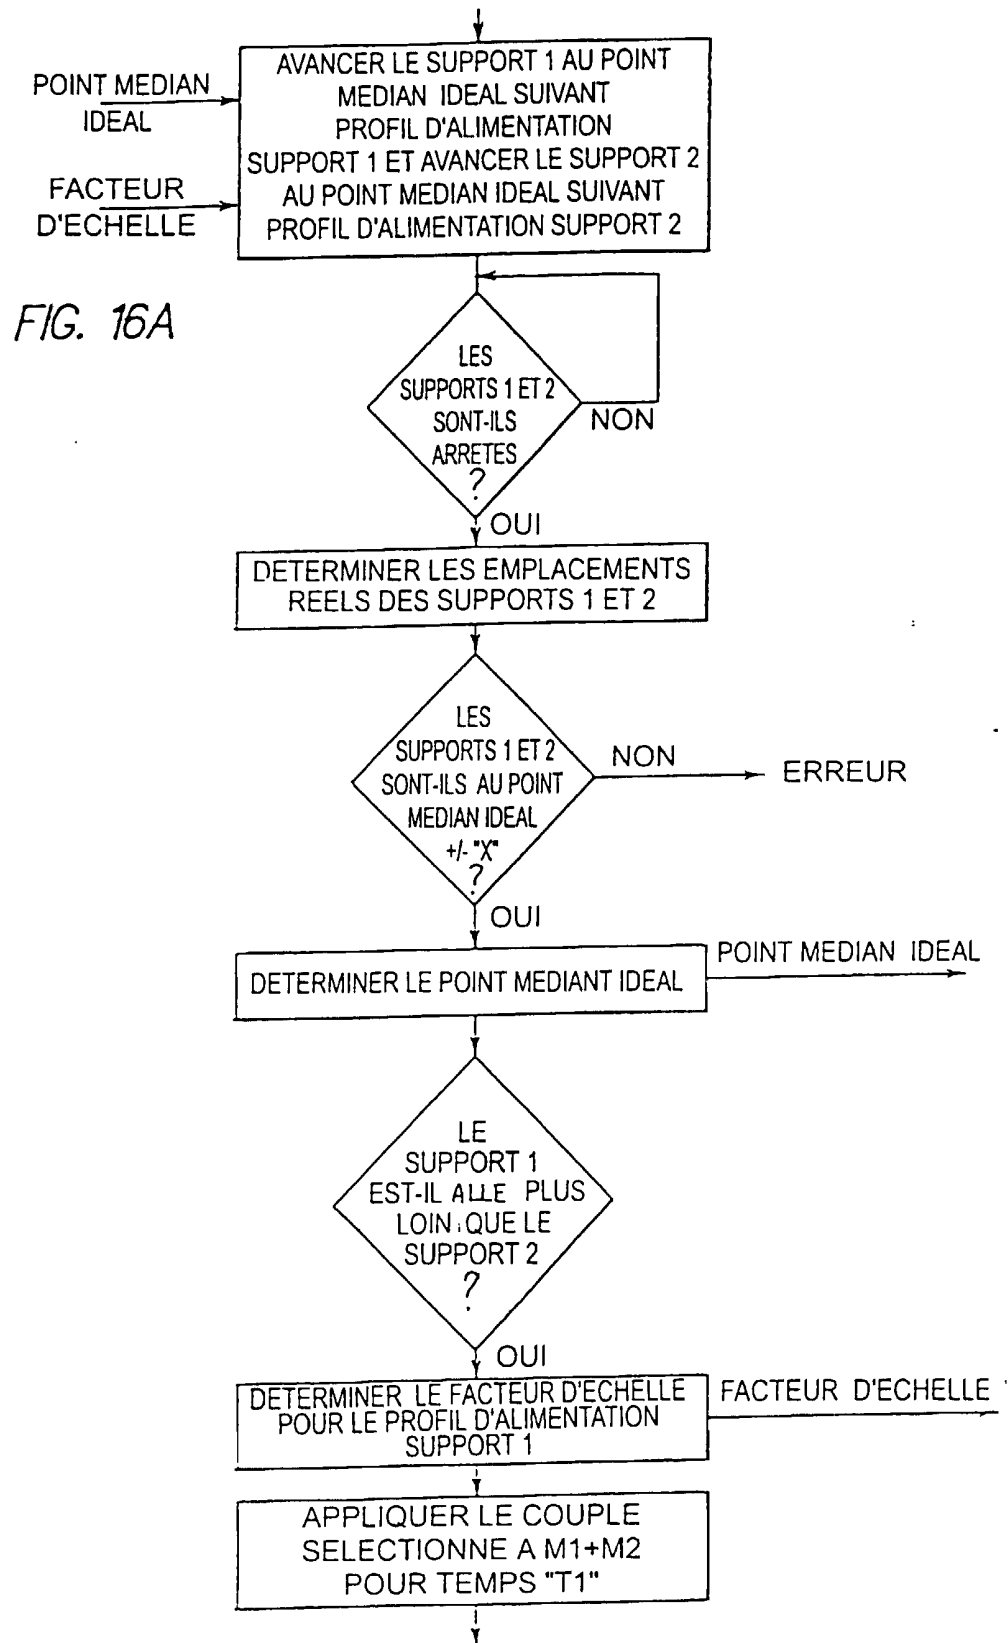 AVANCER LE SUPPORT 1 AU POINT
MEDIAN IDEAL SUIVANT
PROFIL D'ALIMENTATION
SUPPORT 1 ET AVANCER LE SUPPORT 2
AU POINT MEDIAN IDEAL SUIVANT
PROFIL D'ALIMENTATION SUPPORT 2
POINT MEDIAN
IDEAL
FACTEUR
D'ECHELLE
FIG. 16A
LES
SUPPORTS 1 ET 2
SONT-ILS
ARRETES
?
NON
OUI
DETERMINER LES EMPLACEMENTS
REELS DES SUPPORTS 1 ET 2
LES
SUPPORTS 1 ET 2
SONT-ILS AU POINT
MEDIAN IDEAL
+/- "X"
?
NON
ERREUR
OUI
DETERMINER LE POINT MEDIANT IDEAL
POINT MEDIAN IDEAL
LE
SUPPORT 1
EST-IL ALLE PLUS
LOIN QUE LE
SUPPORT 2
?
OUI
DETERMINER LE FACTEUR D'ECHELLE
POUR LE PROFIL D'ALIMENTATION
SUPPORT 1
FACTEUR D'ECHELLE
APPLIQUER LE COUPLE
SELECTIONNE A M1+M2
POUR TEMPS "T1"